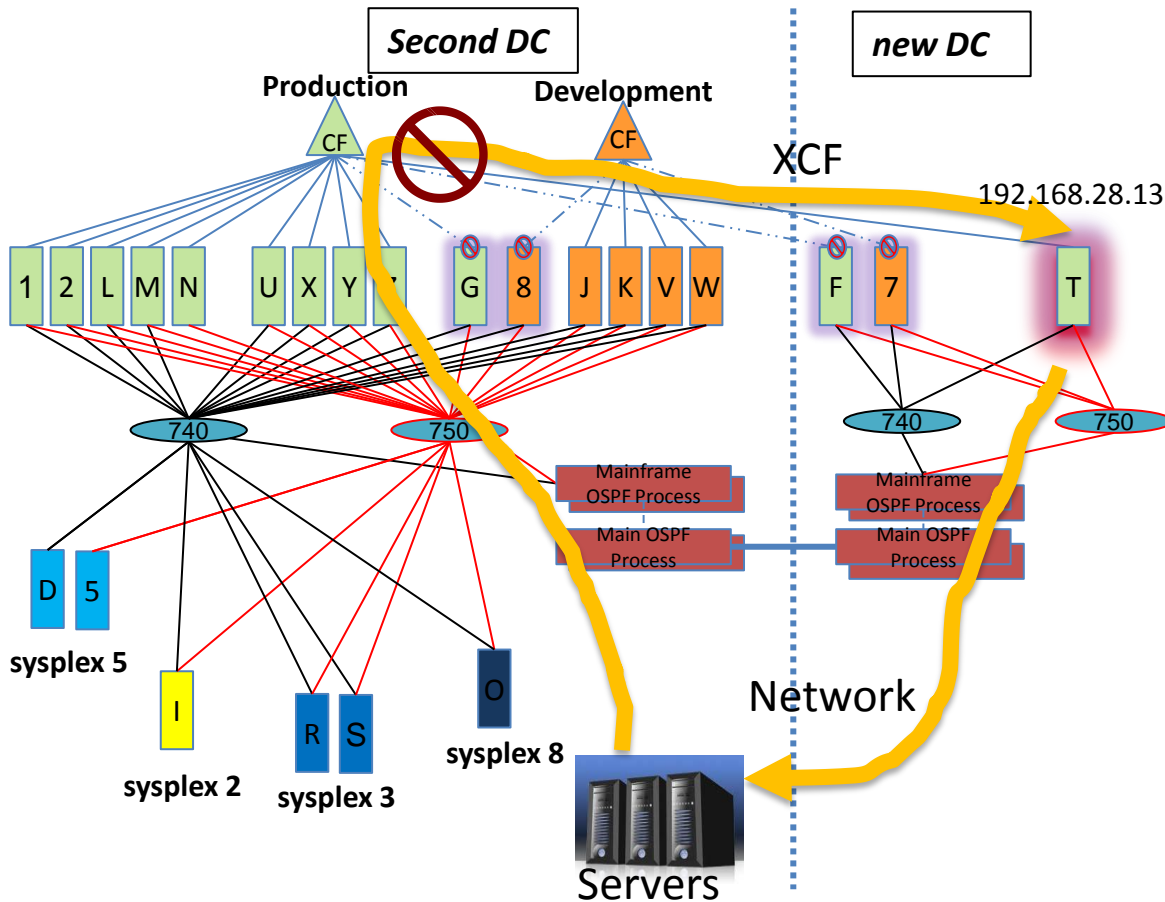 Second DC
new DC
Production
Development
CF
CF
XCF
192.168.28.13
1 2 L M N U X Y G 8 J K V W F 7 T
740
750
740
750
Mainframe
OSPF Process
Mainframe
OSPF Process
Main OSPF
Process
Main OSPF
Process
D 5
sysplex 5
I
R S
O
sysplex 2
sysplex 3
sysplex 8
Network
Servers